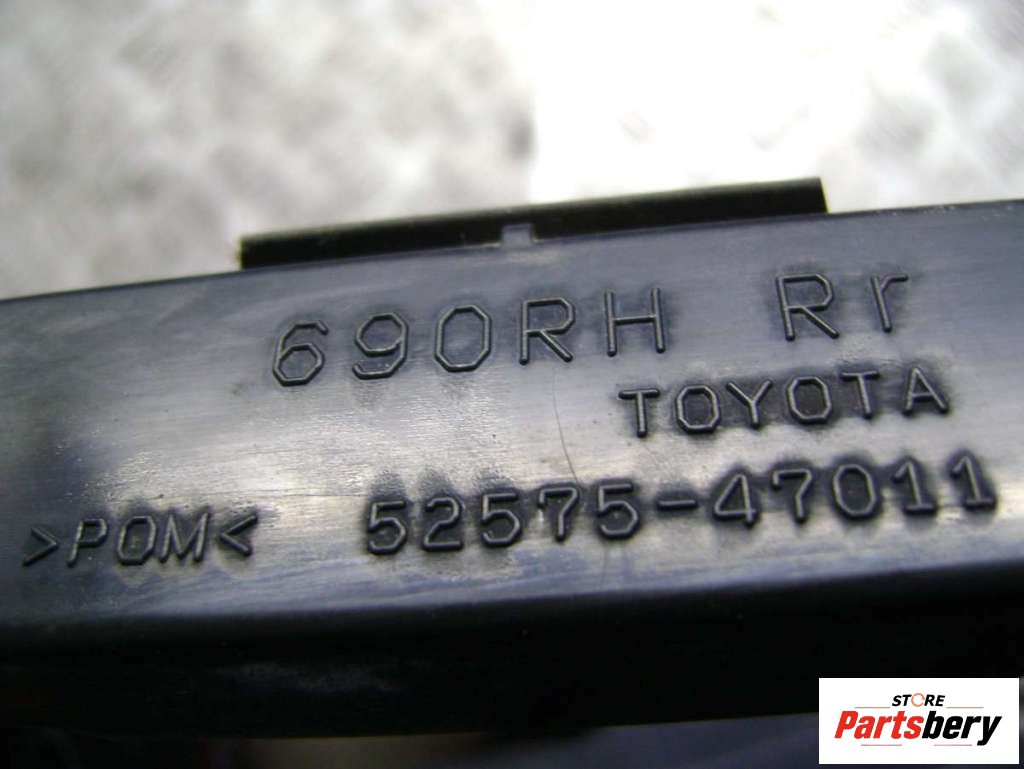 690RH Rr
TOYOTA
>POM< 52575-47011
STORE
Partsbery